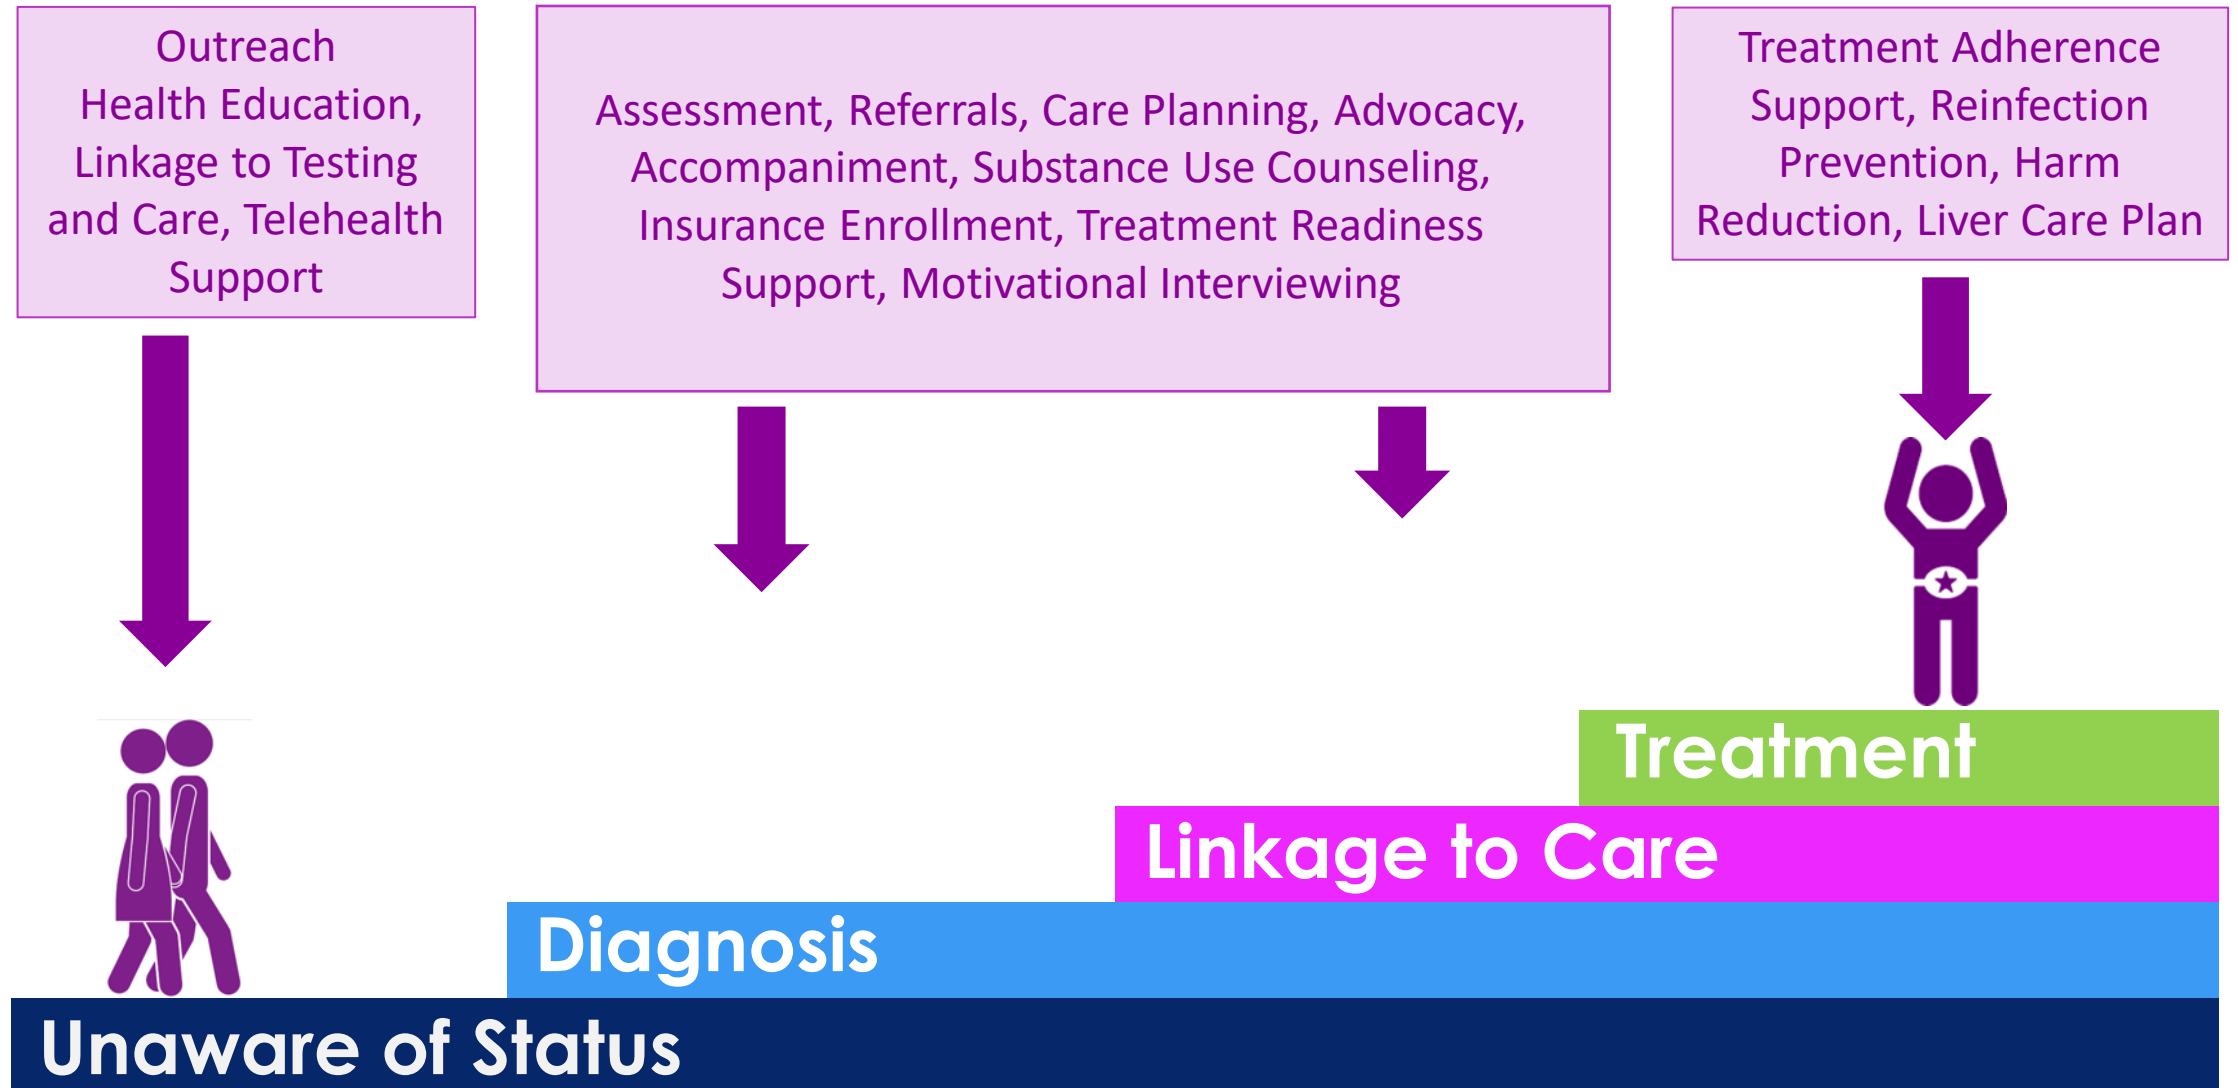 Outreach
Health Education,
Linkage to Testing
and Care, Telehealth
Support
Assessment, Referrals, Care Planning, Advocacy,
Accompaniment, Substance Use Counseling,
Insurance Enrollment, Treatment Readiness
Support, Motivational Interviewing
Treatment Adherence
Support, Reinfection
Prevention, Harm
Reduction, Liver Care Plan
Treatment
Linkage to Care
Diagnosis
Unaware of Status